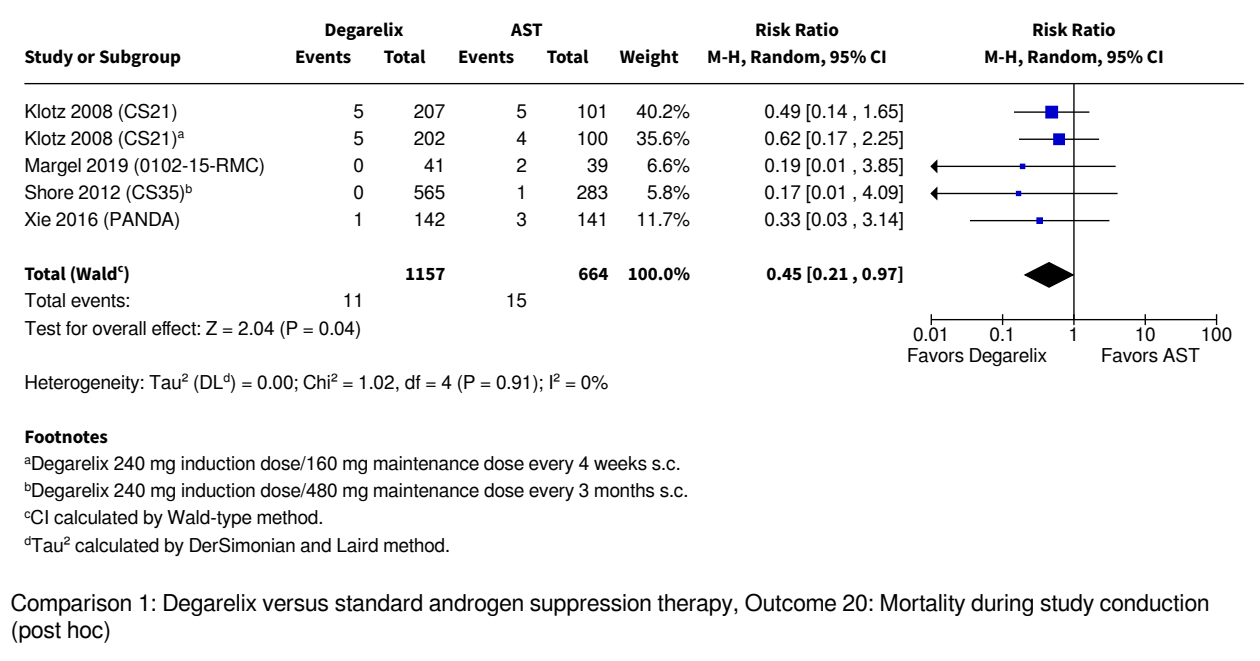 Degarelix AST Risk Ratio Risk Ratio
Study or Subgroup Events Total Events Total Weight M-H, Random, 95% CI M-H, Random, 95% CI
Klotz 2008 (CS21) 5 207 5 101 40.2% 0.49 [0.14 , 1.65]
Klotz 2008 (CS21)ᵃ 5 202 4 100 35.6% 0.62 [0.17 , 2.25]
Margel 2019 (0102-15-RMC) 0 41 2 39 6.6% 0.19 [0.01 , 3.85]
Shore 2012 (CS35)ᵇ 0 565 1 283 5.8% 0.17 [0.01 , 4.09]
Xie 2016 (PANDA) 1 142 3 141 11.7% 0.33 [0.03 , 3.14]
Total (Waldᶜ) 1157 664 100.0% 0.45 [0.21 , 0.97]
Total events: 11 15
Test for overall effect: Z = 2.04 (P = 0.04)
0.01 0.1 1 10 100
Favors Degarelix Favors AST
Heterogeneity: Tau² (DLᵈ) = 0.00; Chi² = 1.02, df = 4 (P = 0.91); I² = 0%
Footnotes
ᵃDegarelix 240 mg induction dose/160 mg maintenance dose every 4 weeks s.c.
ᵇDegarelix 240 mg induction dose/480 mg maintenance dose every 3 months s.c.
ᶜCI calculated by Wald-type method.
ᵈTau² calculated by DerSimonian and Laird method.
Comparison 1: Degarelix versus standard androgen suppression therapy, Outcome 20: Mortality during study conduction
(post hoc)